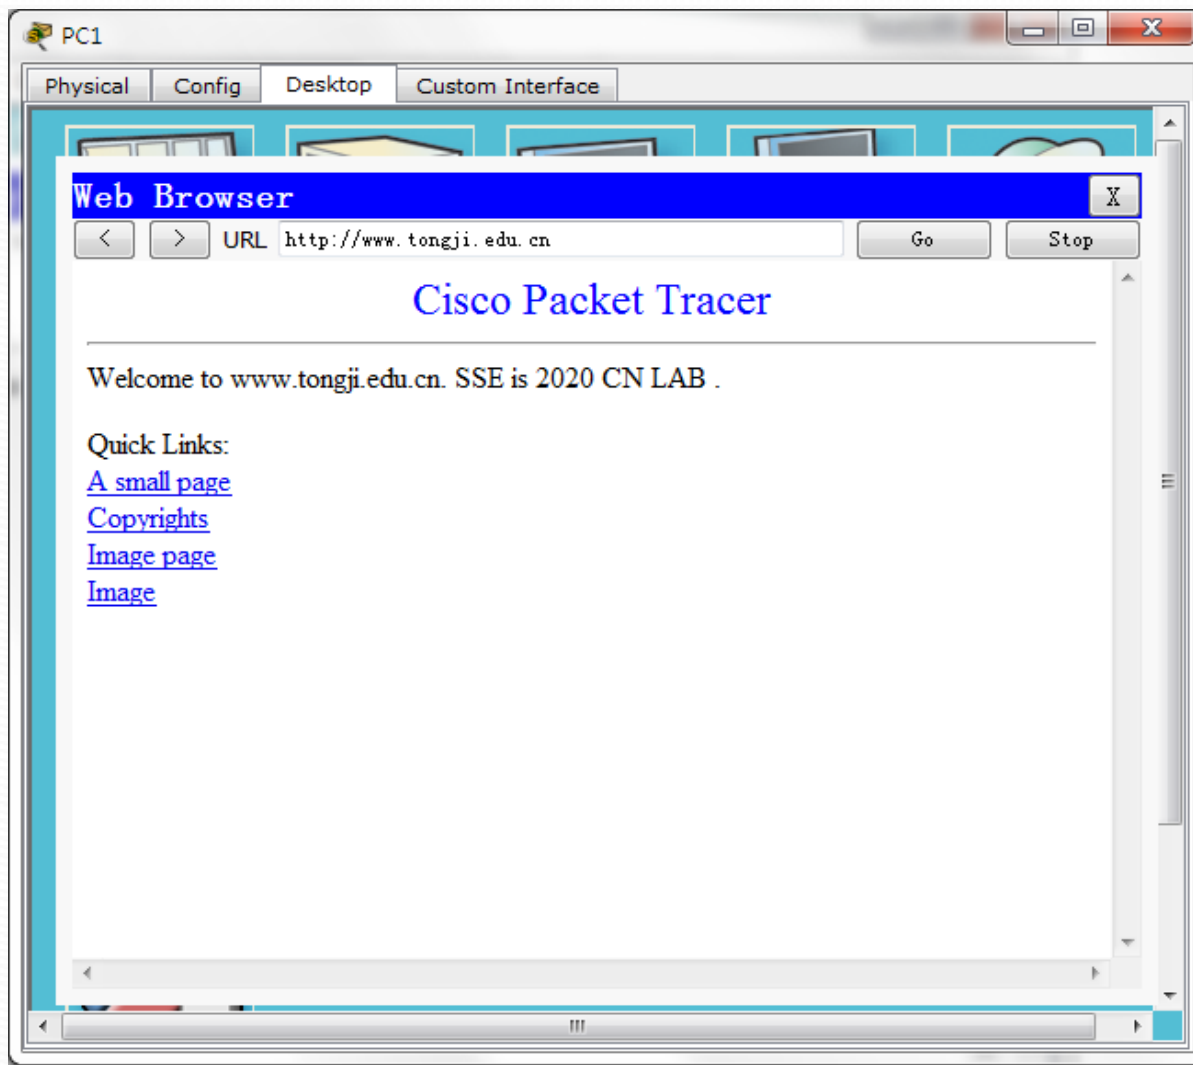 PC1
Physical Config Desktop Custom Interface
Web Browser X
< > URL http://www.tongji.edu.cn Go Stop
Cisco Packet Tracer
Welcome to www.tongji.edu.cn. SSE is 2020 CN LAB .
Quick Links:
A small page
Copyrights
Image page
Image